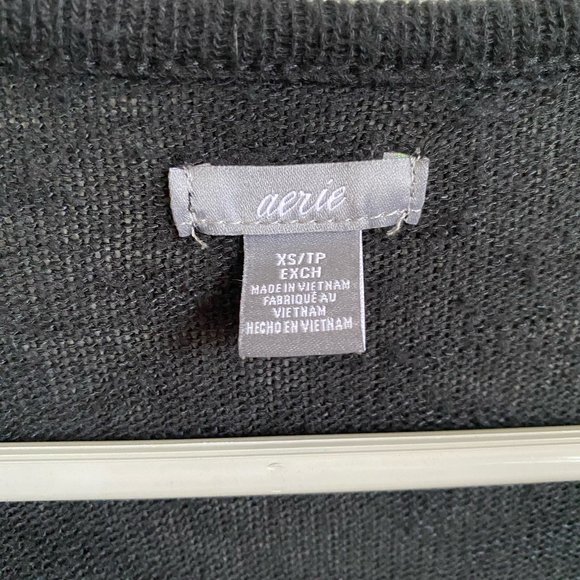 aerie
XS/TP
EXCH
MADE IN VIETNAM
FABRIQUÉ AU
VIETNAM
HECHO EN VIETNAM